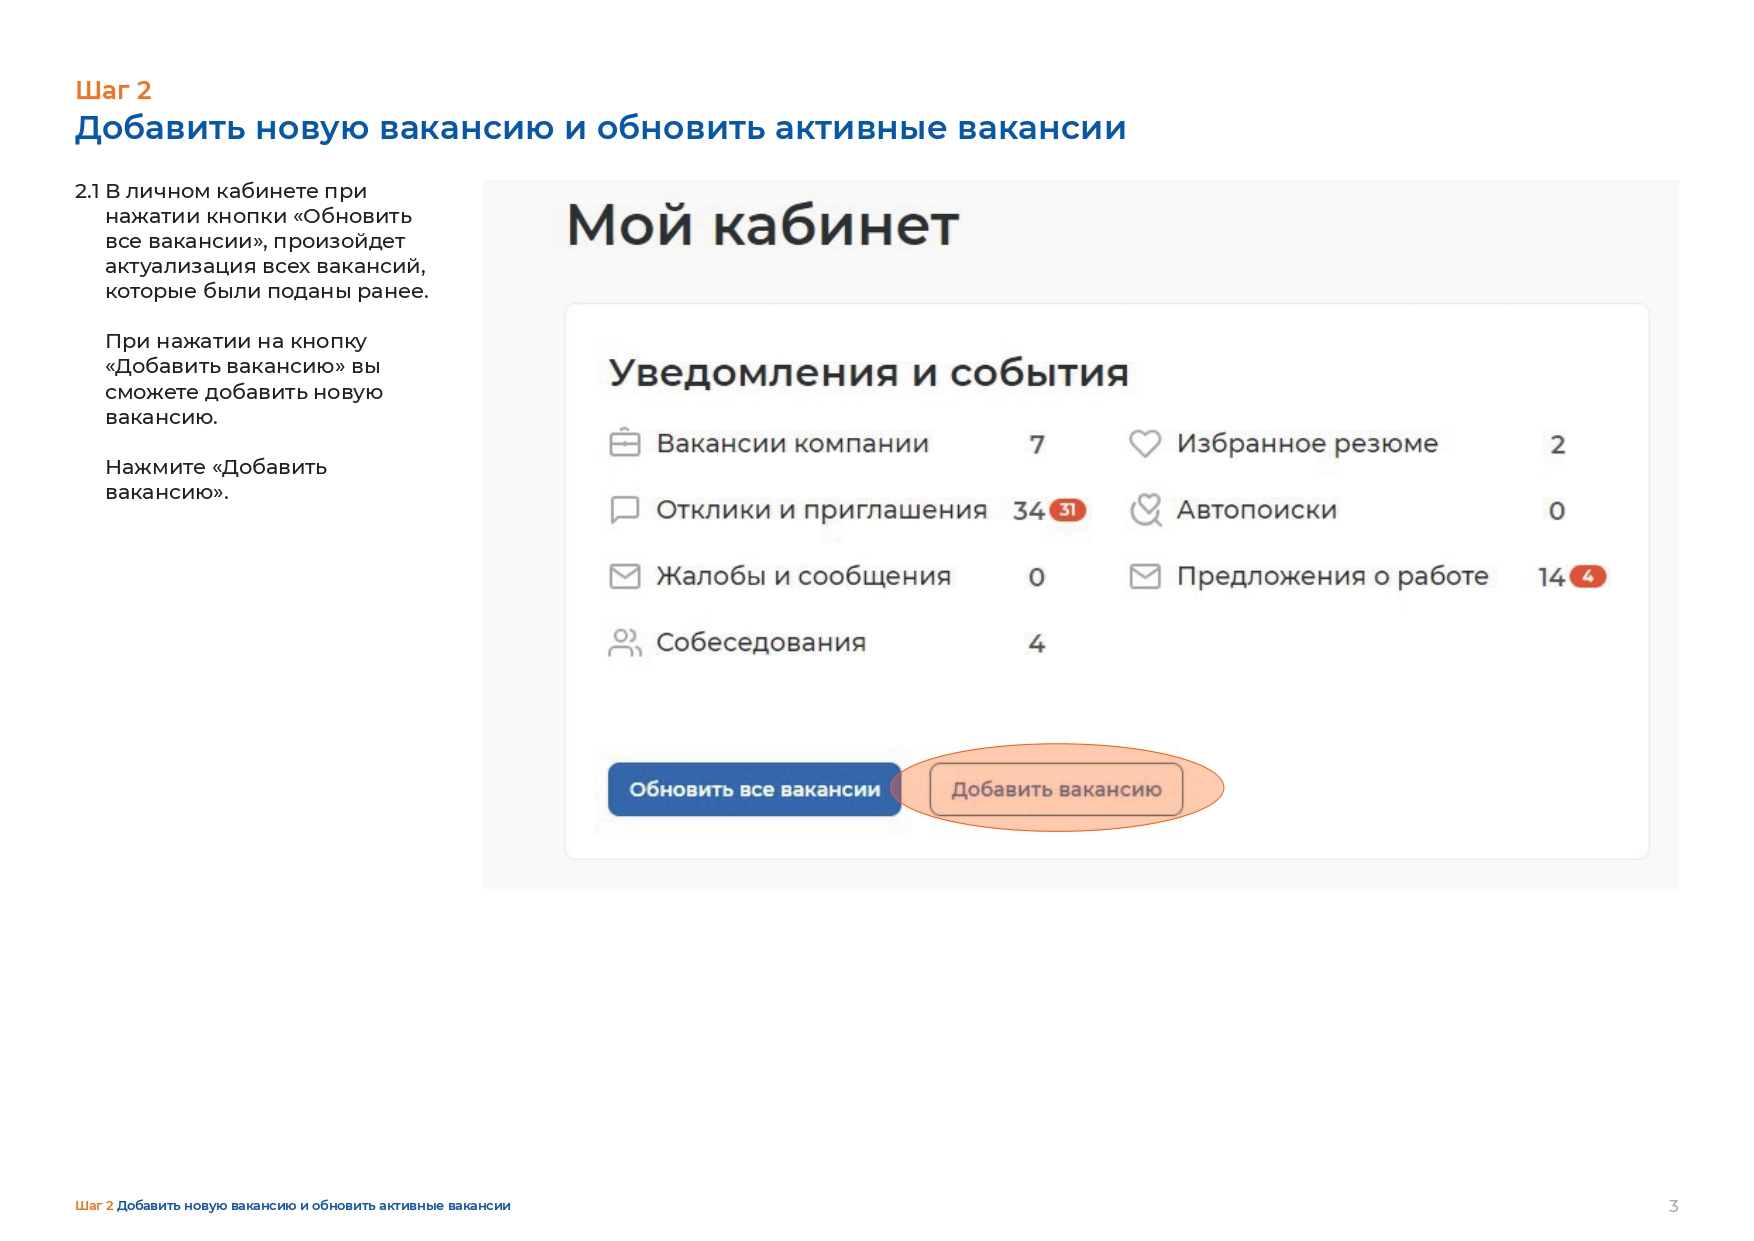 Шаг 2
Добавить новую вакансию и обновить активные вакансии
2.1 В личном кабинете при
нажатии кнопки «Обновить
все вакансии», произойдет
актуализация всех вакансий,
которые были поданы ранее.
При нажатии на кнопку
«Добавить вакансию» вы
сможете добавить новую
вакансию.
Нажмите «Добавить
вакансию».
Мой кабинет
Уведомления и события
Вакансии компании 7
Избранное резюме 2
Отклики и приглашения 34 31
Автопоиски 0
Жалобы и сообщения 0
Предложения о работе 14 4
Собеседования 4
Обновить все вакансии
Добавить вакансию
Шаг 2 Добавить новую вакансию и обновить активные вакансии
3